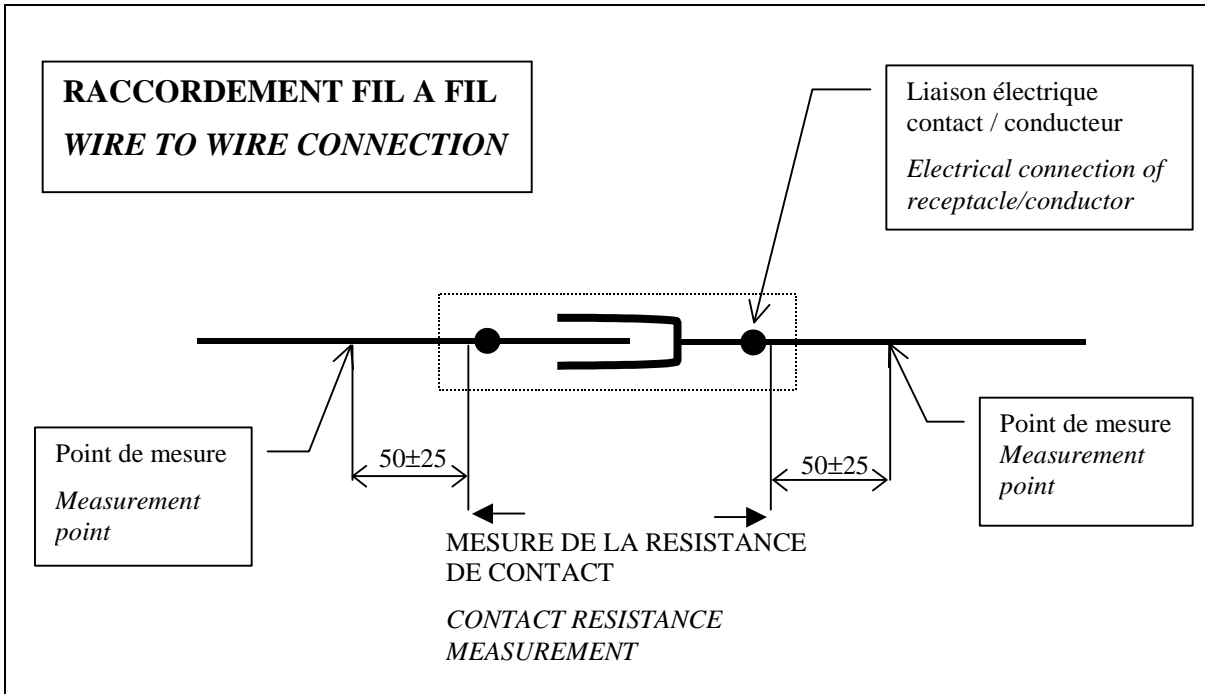 RACCORDEMENT FIL A FIL
WIRE TO WIRE CONNECTION
Liaison électrique
contact / conducteur
Electrical connection of
receptacle/conductor
Point de mesure
Measurement
point
50±25
50±25
Point de mesure
Measurement
point
MESURE DE LA RESISTANCE
DE CONTACT
CONTACT RESISTANCE
MEASUREMENT